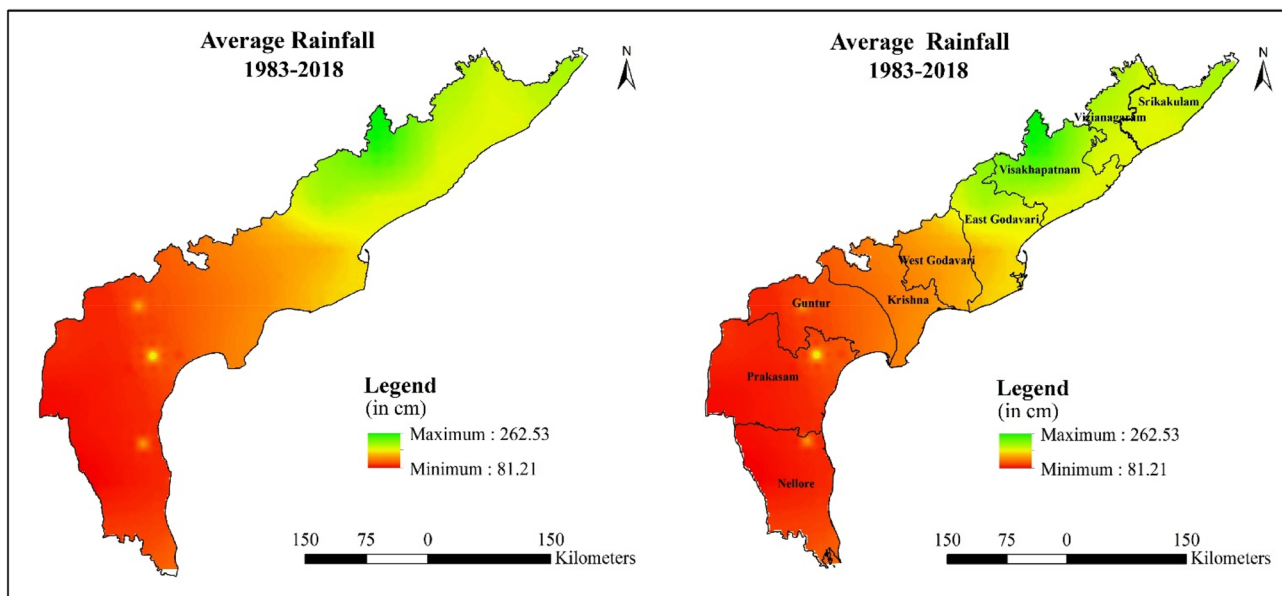 Average Rainfall
1983-2018
N
Legend
(in cm)
Maximum : 262.53
Minimum : 81.21
150 75 0 150
Kilometers
Average Rainfall
1983-2018
N
Srikakulam
Vizianagaram
Visakhapatnam
East Godavari
West Godavari
Krishna
Guntur
Prakasam
Nellore
Legend
(in cm)
Maximum : 262.53
Minimum : 81.21
150 75 0 150
Kilometers